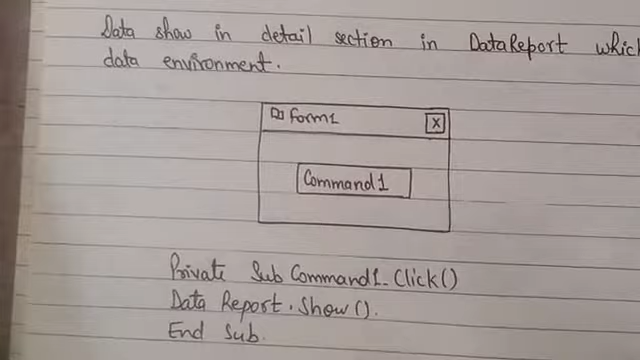 Data show in detail section in DataReport which
data environment.
Form1
X
Command1
Private Sub Command1_Click()
Data Report.Show().
End Sub.